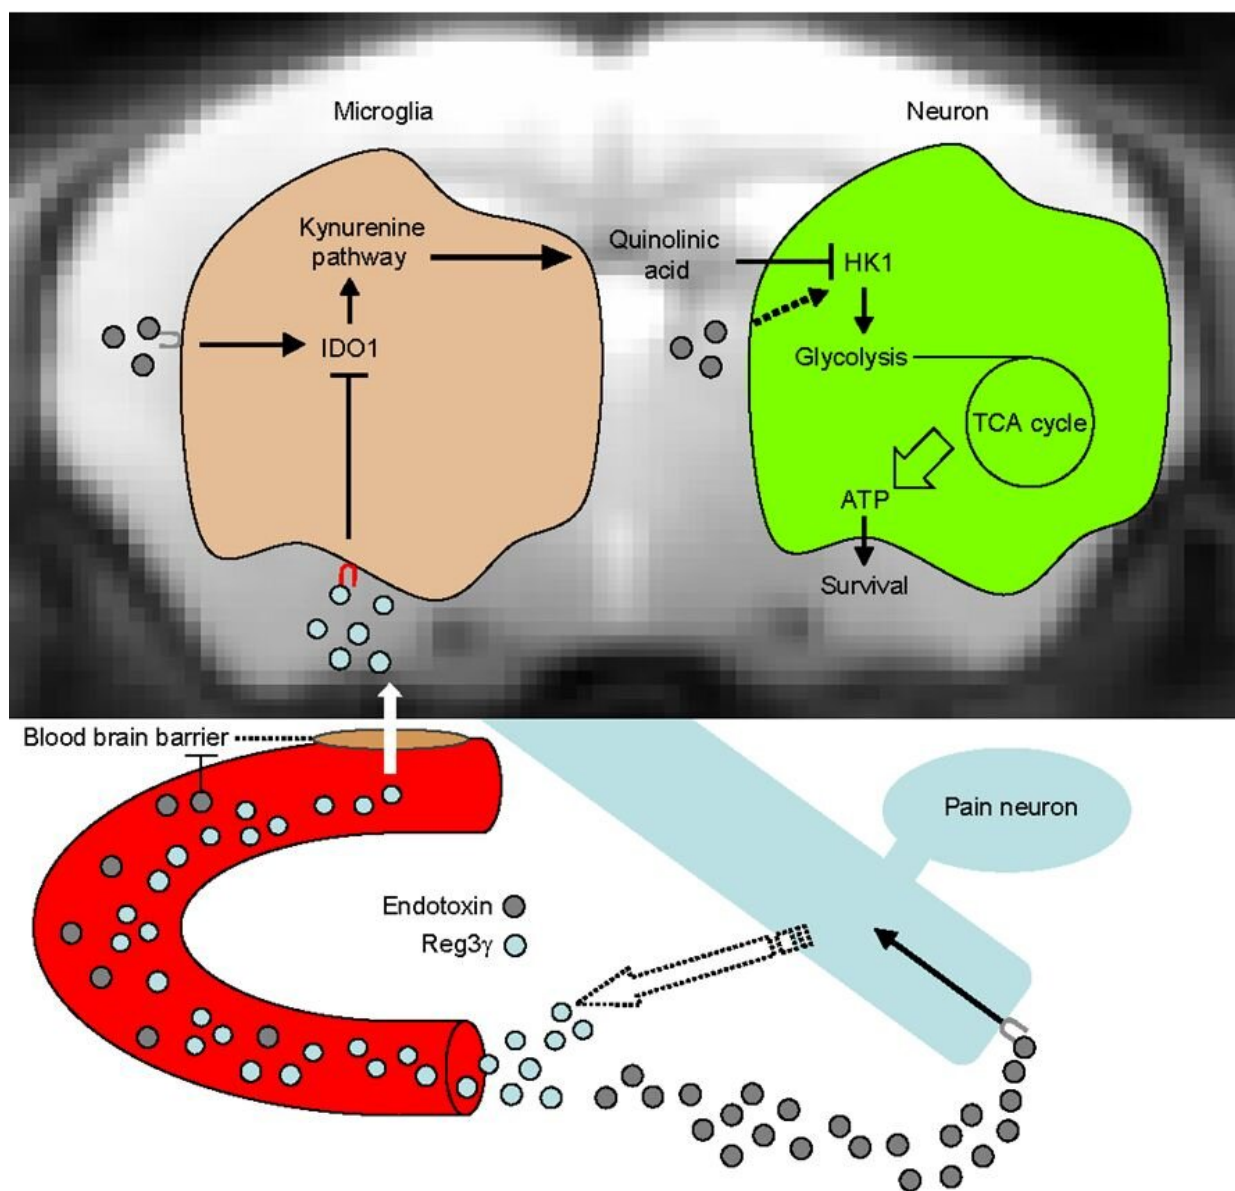 Microglia
Neuron
Kynurenine
pathway
Quinolinic
acid
HK1
IDO1
Glycolysis
TCA cycle
ATP
Survival
Blood brain barrier
Pain neuron
Endotoxin
Reg3γ